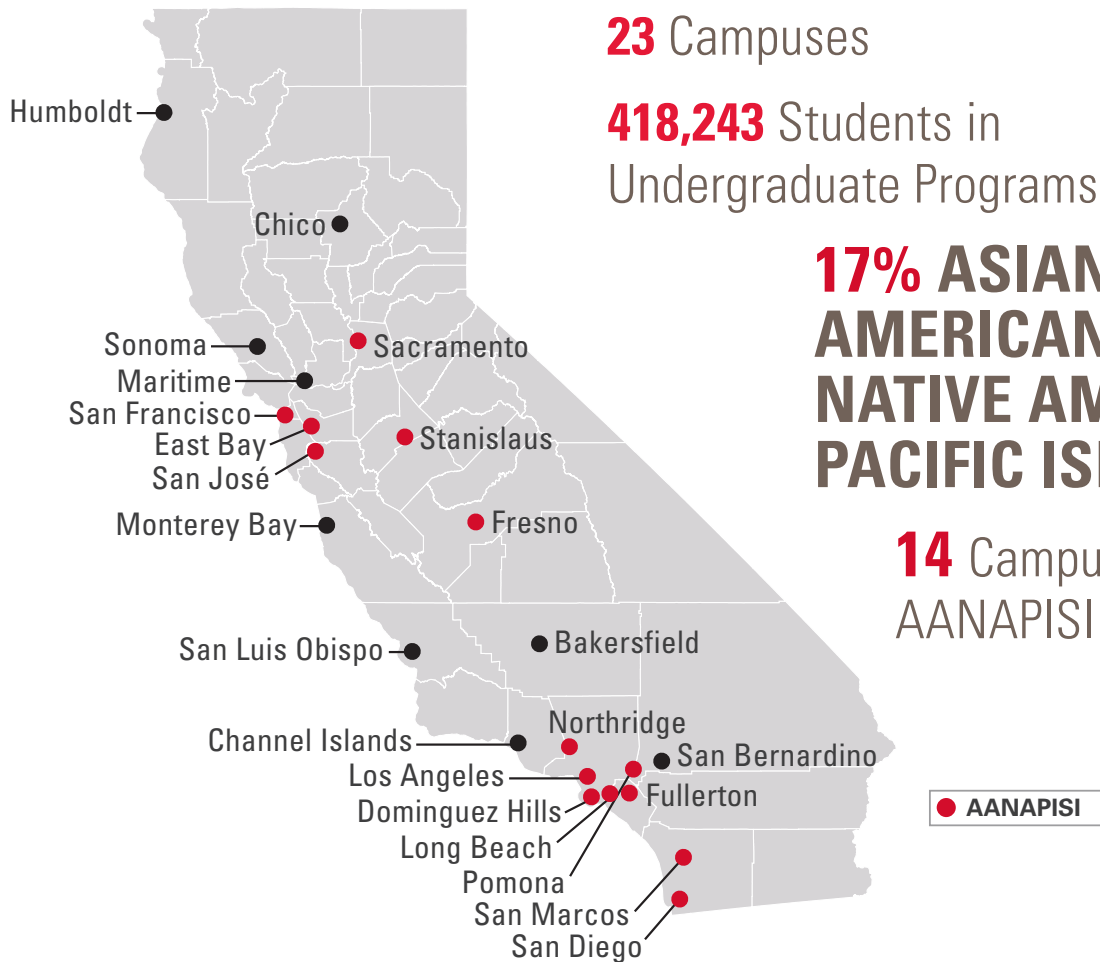 23 Campuses
418,243 Students in
Undergraduate Programs
17% ASIAN
AMERICAN
NATIVE AM
PACIFIC ISL
14 Campu
AANAPISI
Humboldt
Chico
Sonoma
Sacramento
Maritime
San Francisco
East Bay
Stanislaus
San José
Monterey Bay
Fresno
San Luis Obispo
Bakersfield
Northridge
Channel Islands
San Bernardino
Los Angeles
Dominguez Hills
Fullerton
Long Beach
Pomona
San Marcos
San Diego
AANAPISI